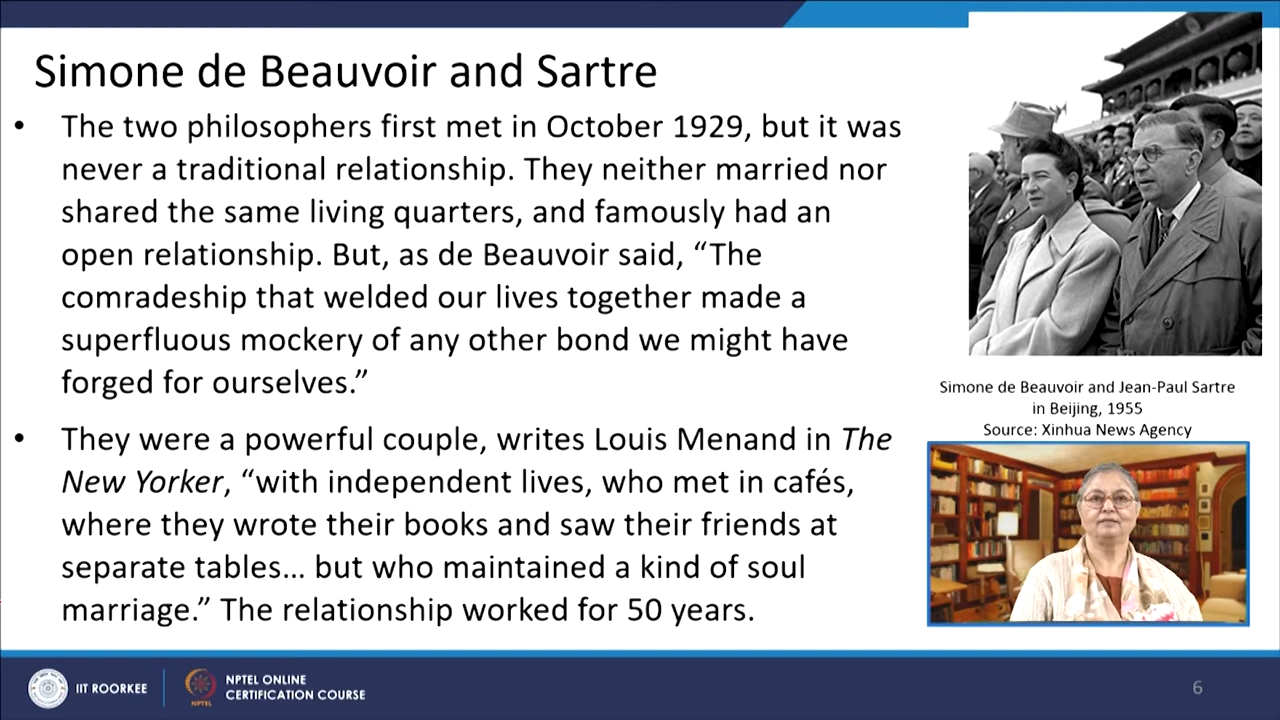 Simone de Beauvoir and Sartre
• The two philosophers first met in October 1929, but it was
never a traditional relationship. They neither married nor
shared the same living quarters, and famously had an
open relationship. But, as de Beauvoir said, “The
comradeship that welded our lives together made a
superfluous mockery of any other bond we might have
forged for ourselves.”
• They were a powerful couple, writes Louis Menand in The
New Yorker, “with independent lives, who met in cafés,
where they wrote their books and saw their friends at
separate tables… but who maintained a kind of soul
marriage.” The relationship worked for 50 years.
Simone de Beauvoir and Jean-Paul Sartre
in Beijing, 1955
Source: Xinhua News Agency
IIT ROORKEE
NPTEL
NPTEL ONLINE
CERTIFICATION COURSE
6